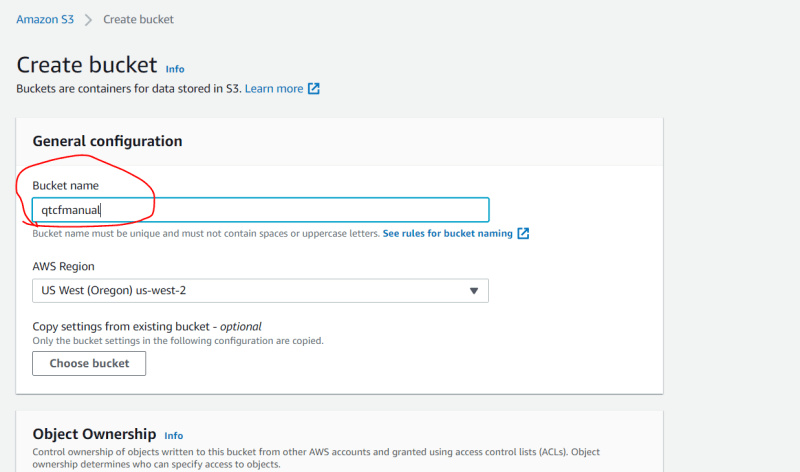 Amazon S3 > Create bucket
Create bucket Info
Buckets are containers for data stored in S3. Learn more
General configuration
Bucket name
qtcfmanual
Bucket name must be unique and must not contain spaces or uppercase letters. See rules for bucket naming
AWS Region
US West (Oregon) us-west-2
Copy settings from existing bucket - optional
Only the bucket settings in the following configuration are copied.
Choose bucket
Object Ownership Info
Control ownership of objects written to this bucket from other AWS accounts and granted using access control lists (ACLs). Object
ownership determines who can specify access to objects.